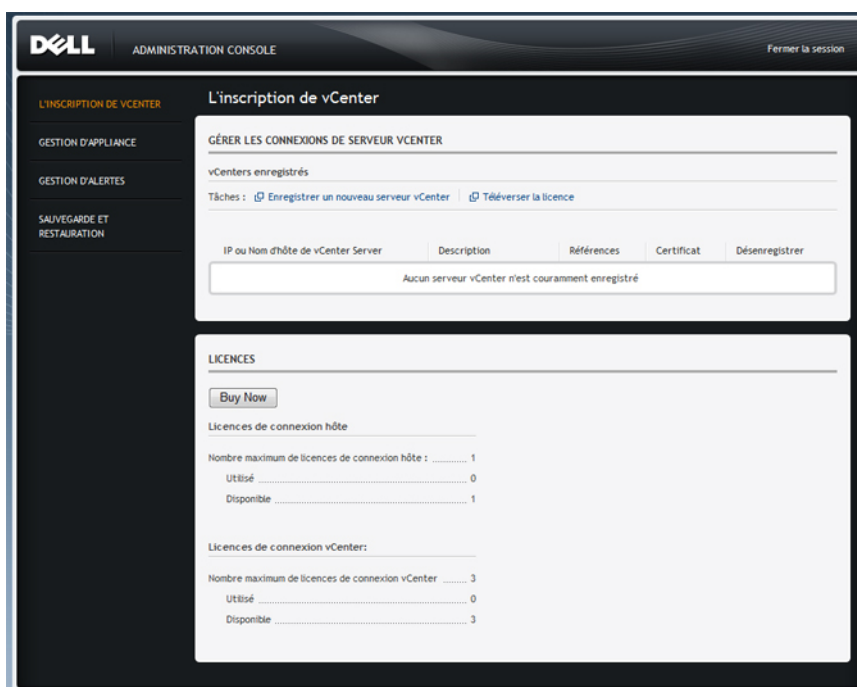 DELL
ADMINISTRATION CONSOLE
Fermer la session
L'INSCRIPTION DE VCENTER
GESTION D'APPLIANCE
GESTION D'ALERTES
SAUVEGARDE ET
RESTAURATION
L'inscription de vCenter
GÉRER LES CONNEXIONS DE SERVEUR VCENTER
vCenters enregistrés
Tâches : Enregistrer un nouveau serveur vCenter Téléverser la licence
IP ou Nom d'hôte de vCenter Server Description Références Certificat Désenregistrer
Aucun serveur vCenter n'est couramment enregistré
LICENCES
Buy Now
Licences de connexion hôte
Nombre maximum de licences de connexion hôte : ............ 1
Utilisé ............ 0
Disponible ............ 1
Licences de connexion vCenter:
Nombre maximum de licences de connexion vCenter ........ 3
Utilisé ............ 0
Disponible ............ 3